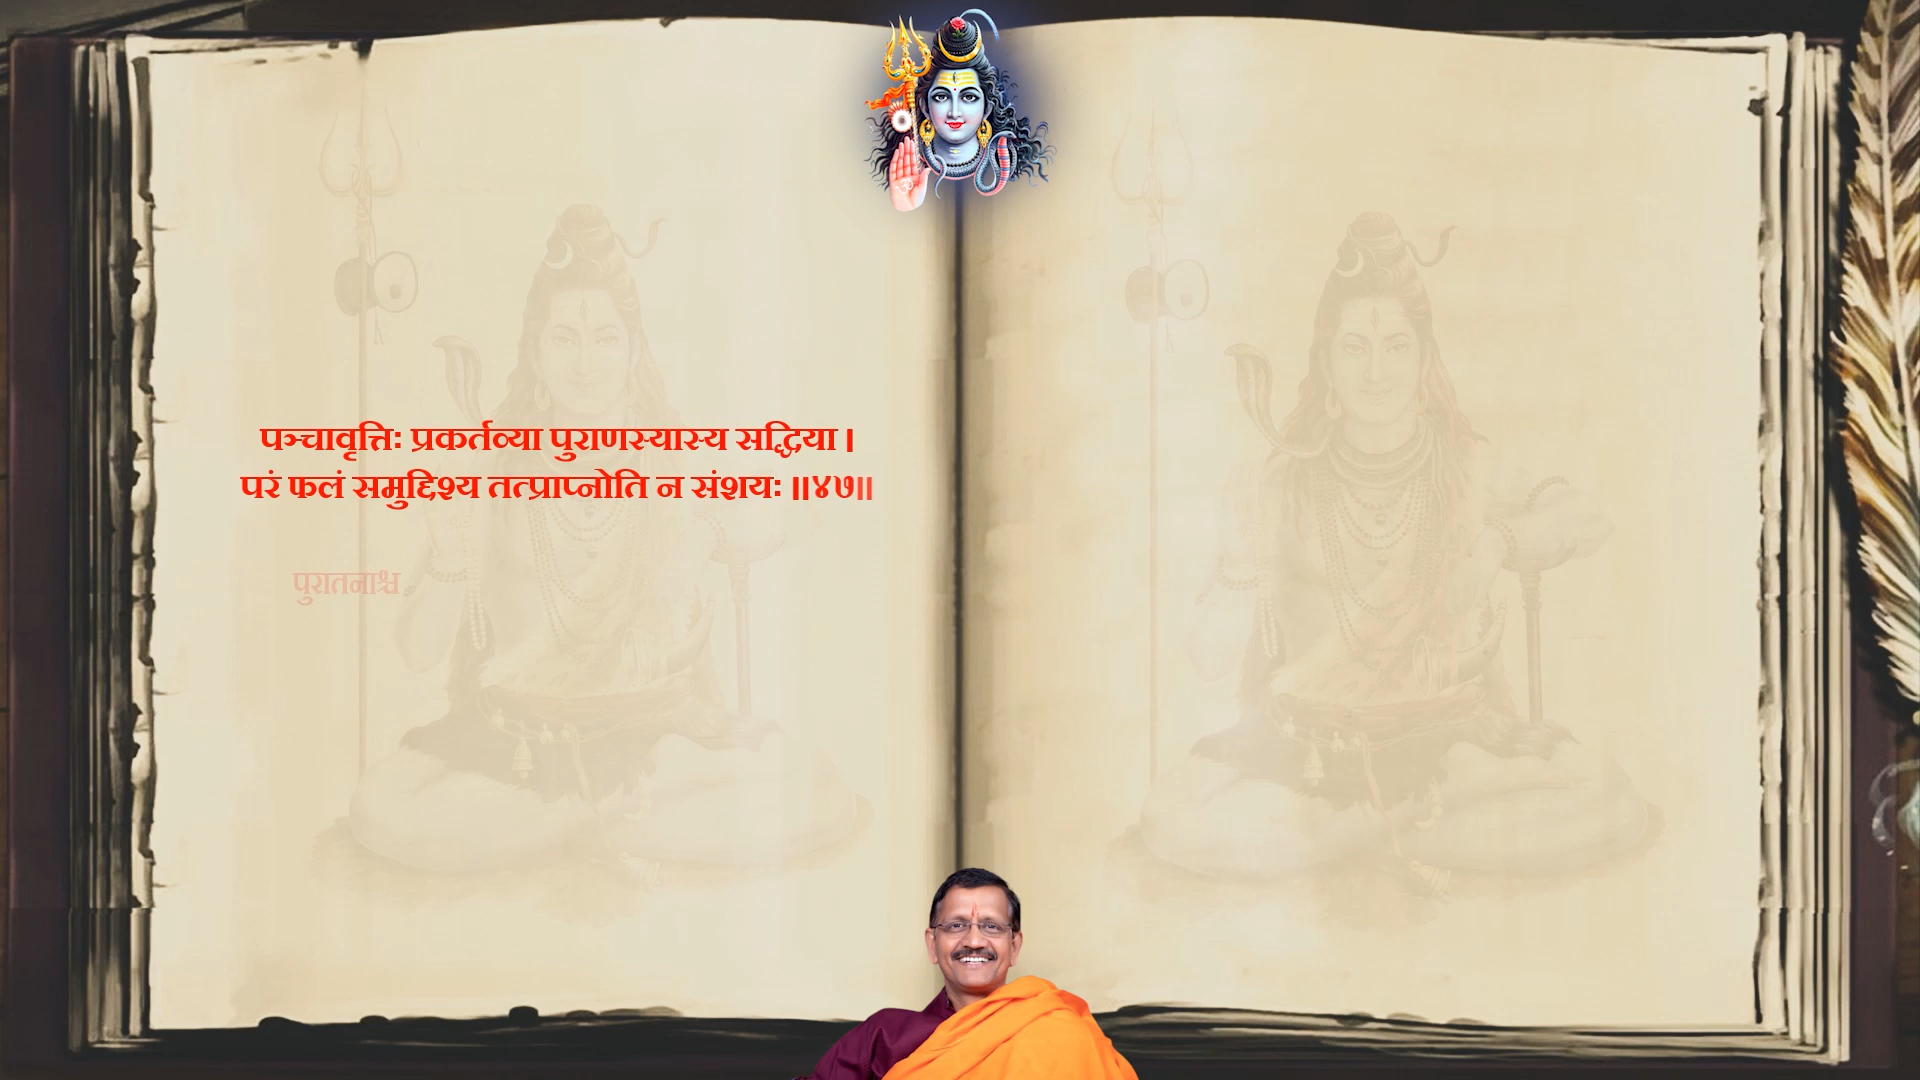 पञ्चावृत्तिः प्रकर्तव्या पुराणस्यास्य सद्धिया ।
परं फलं समुद्दिश्य तत्प्राप्नोति न संशयः ॥४७॥
पुरातनाश्च